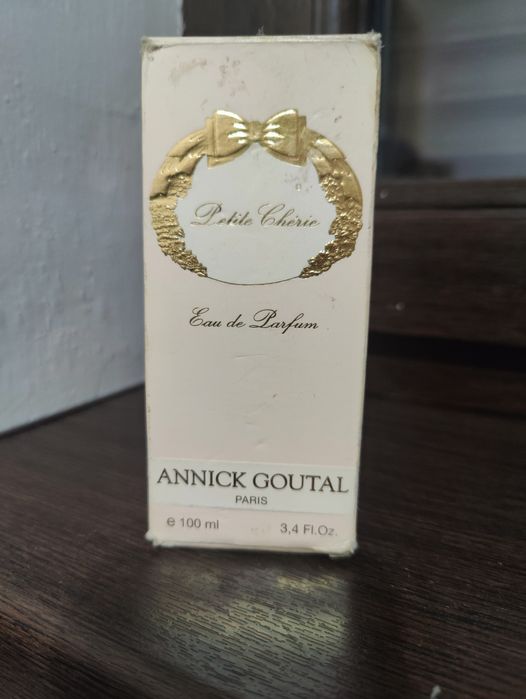 Petite Chérie
Eau de Parfum
ANNICK GOUTAL
PARIS
℮ 100 ml
3,4 Fl.Oz.